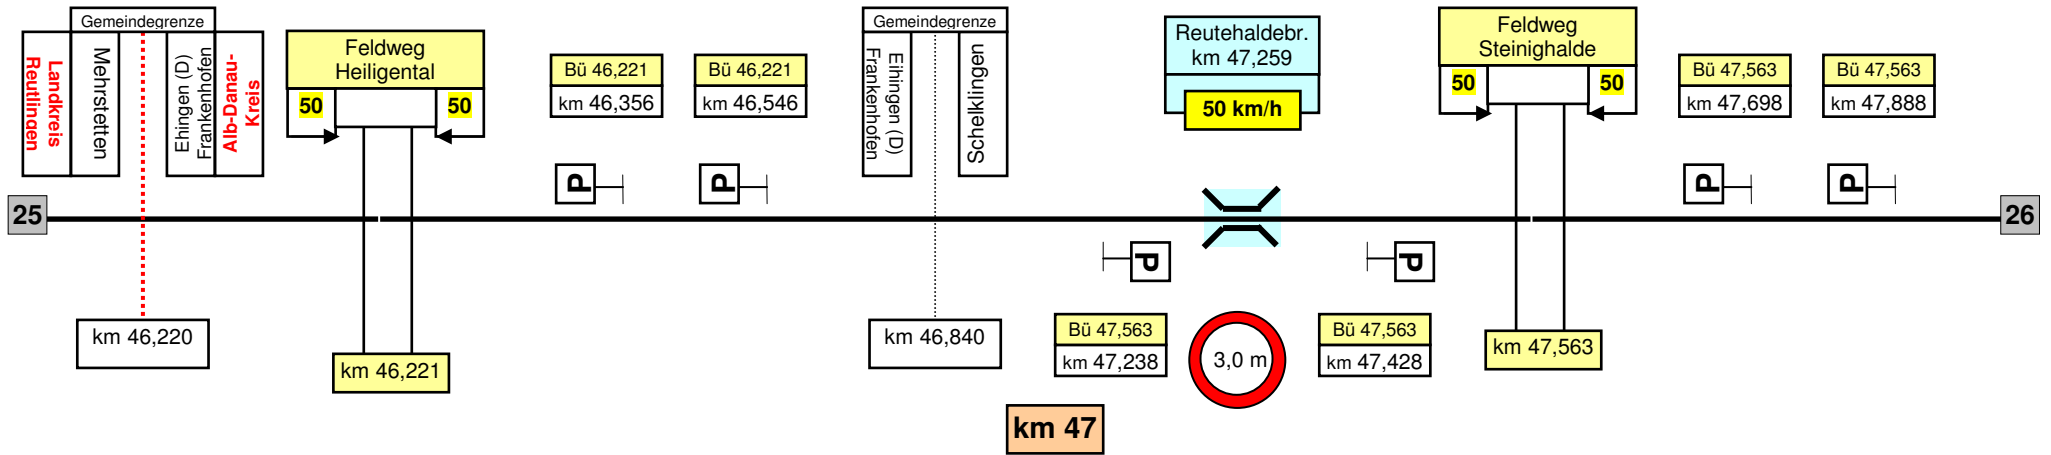 Gemeindegrenze
Landkreis
Reutlingen
Mehrstetten
Ehingen (D)
Frankenhofen
Alb-Danau-
Kreis
km 46,220
25
Feldweg
Heiligental
50
50
km 46,221
Bü 46,221
km 46,356
P
Bü 46,221
km 46,546
P
Gemeindegrenze
Eihingen (D)
Frankenhofen
Schelklingen
km 46,840
km 47
P
Bü 47,563
km 47,238
Reutehaldebr.
km 47,259
50 km/h
3,0 m
P
Bü 47,563
km 47,428
Feldweg
Steinighalde
50
50
km 47,563
Bü 47,563
km 47,698
P
Bü 47,563
km 47,888
P
26